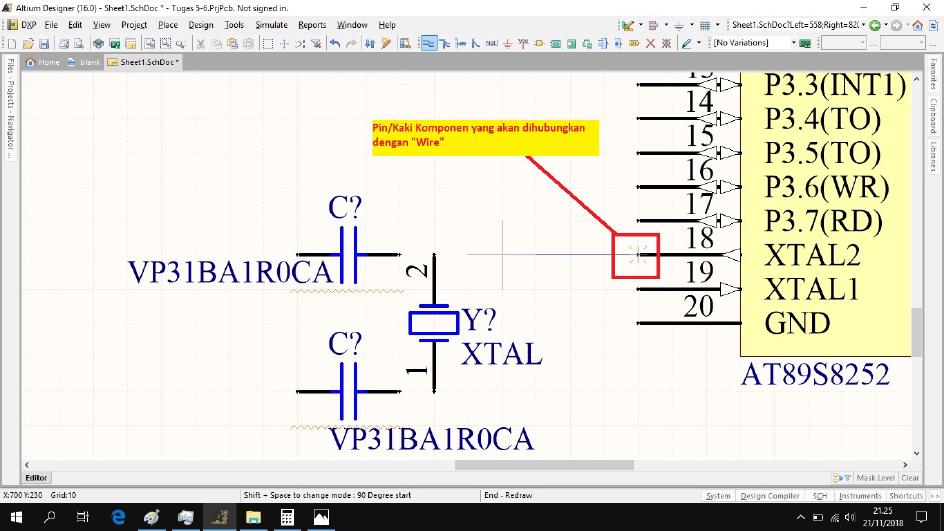 Altium Designer (16.0) - Sheet1.SchDoc * - Tugas 5-6.PrjPcb. Not signed in.
DXP File Edit View Project Place Design Tools Simulate Reports Window Help
Sheet1.SchDoc?Left=558;Right=820
[No Variations]
Home blank Sheet1.SchDoc *
Files - Projects - Navigator
Favorites
Clipboard
Libraries
Pin/Kaki Komponen yang akan dihubungkan
dengan "Wire"
13 P3.3(INT1)
14 P3.4(TO)
15 P3.5(TO)
16 P3.6(WR)
17 P3.7(RD)
18 XTAL2
19 XTAL1
20 GND
AT89S8252
C?
VP31BA1R0CA
2
Y?
XTAL
1
C?
VP31BA1R0CA
Editor
Mask Level Clear
X:700 Y:230 Grid:10
Shift + Space to change mode : 90 Degree start
End - Redraw
System Design Compiler SCH Instruments Shortcuts >>
21.25
21/11/2018